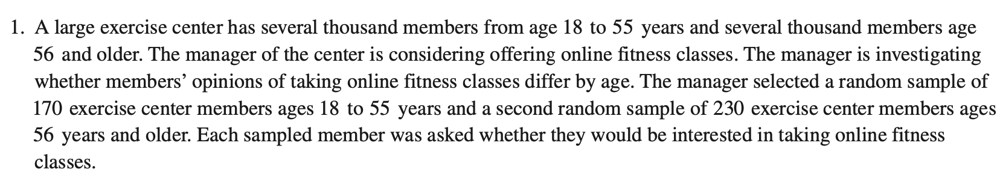 1. A large exercise center has several thousand members from age 18 to 55 years and several thousand members age
56 and older. The manager of the center is considering offering online fitness classes. The manager is investigating
whether members’ opinions of taking online fitness classes differ by age. The manager selected a random sample of
170 exercise center members ages 18 to 55 years and a second random sample of 230 exercise center members ages
56 years and older. Each sampled member was asked whether they would be interested in taking online fitness
classes.